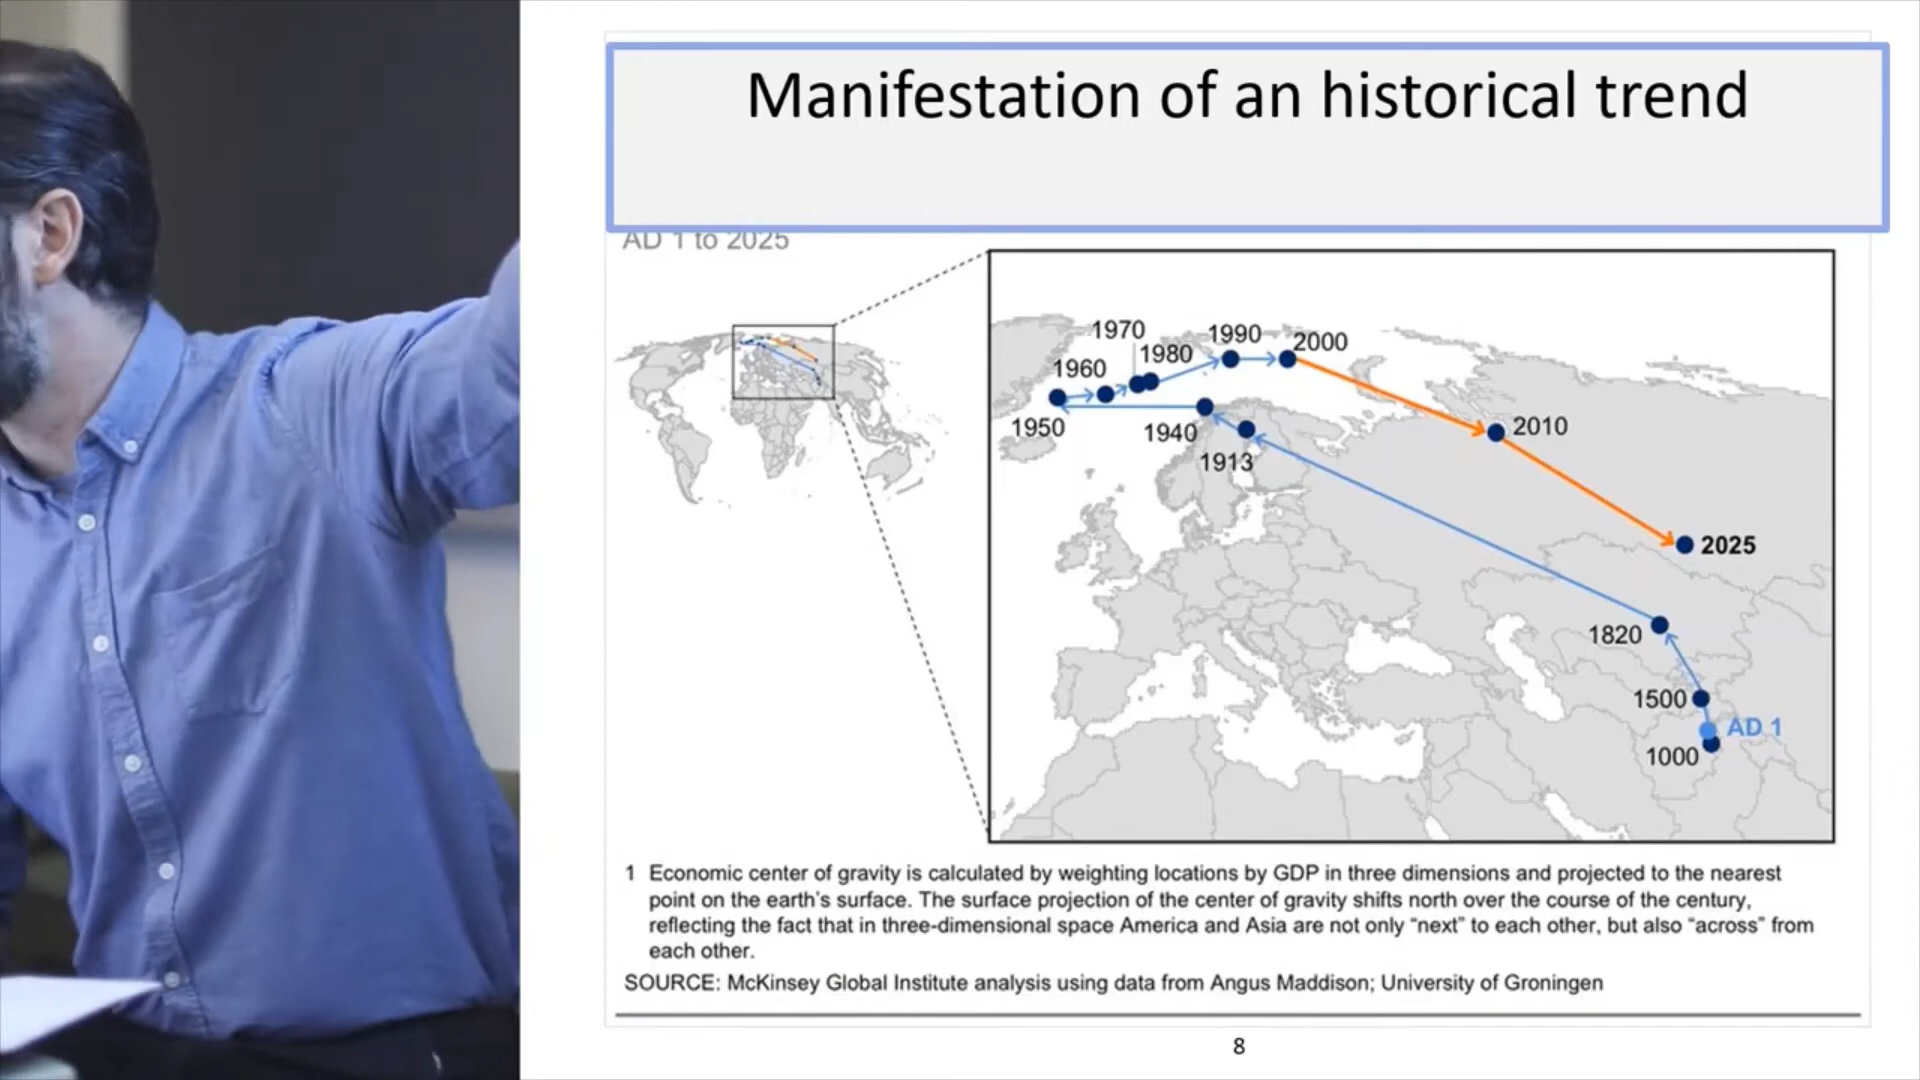 Manifestation of an historical trend
AD 1 to 2025
1970
1990
2000
1980
1960
1950
1940
1913
2010
2025
1820
1500
AD 1
1000
1 Economic center of gravity is calculated by weighting locations by GDP in three dimensions and projected to the nearest
point on the earth's surface. The surface projection of the center of gravity shifts north over the course of the century,
reflecting the fact that in three-dimensional space America and Asia are not only “next” to each other, but also “across” from
each other.
SOURCE: McKinsey Global Institute analysis using data from Angus Maddison; University of Groningen
8